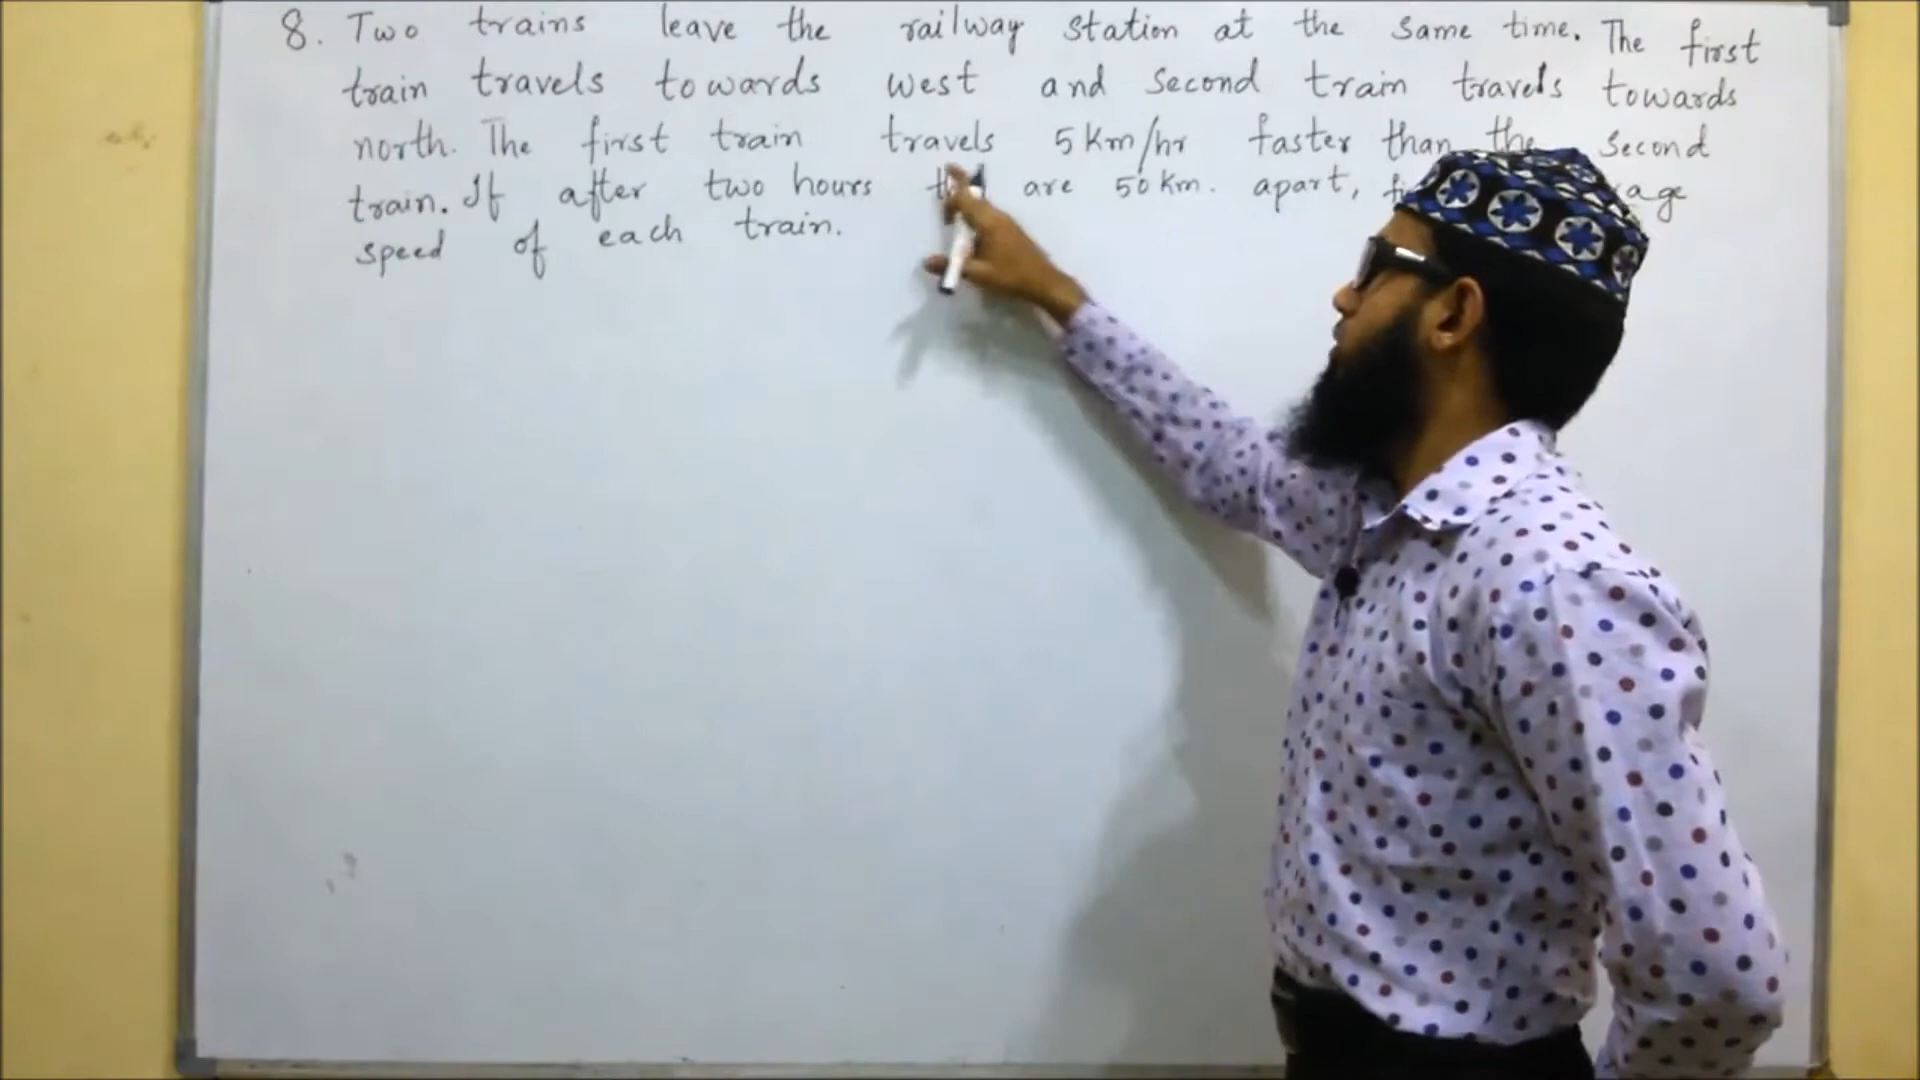 8. Two trains leave the railway station at the same time. The first
train travels towards west and second train travels towards
north. The first train travels 5 km/hr faster than the second
train. If after two hours are 50 km. apart,
speed of each train.